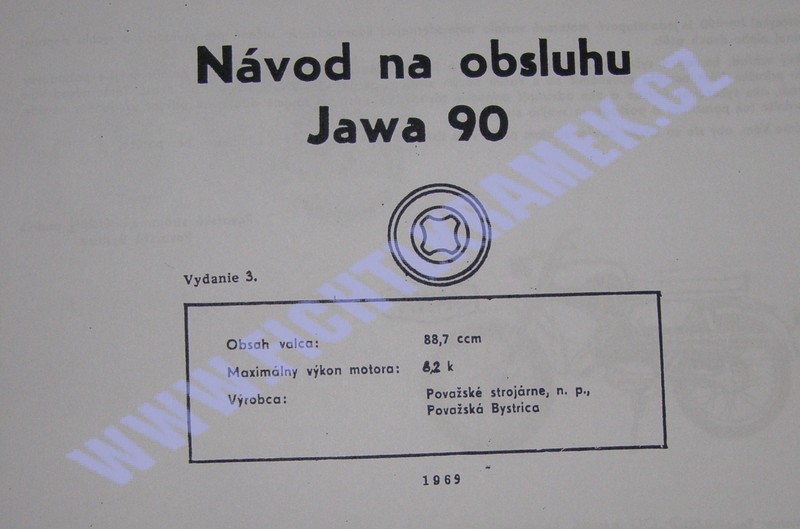 Návod na obsluhu
Jawa 90
Vydanie 3.
Obsah valca: 88,7 ccm
Maximálny výkon motora: 8,2 k
Výrobca: Považské strojárne, n. p.,
Považská Bystrica
1969
WWW.FICHTLKRAMEK.CZ